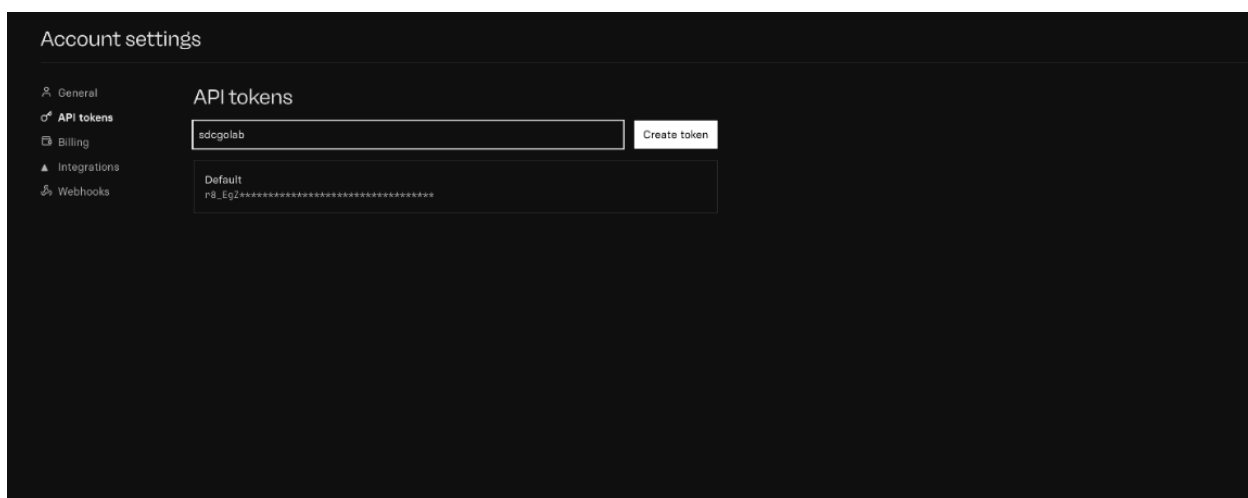 Account settings
General
API tokens
Billing
Integrations
Webhooks
API tokens
sdcgolab
Create token
Default
r8_EgZ**********************************